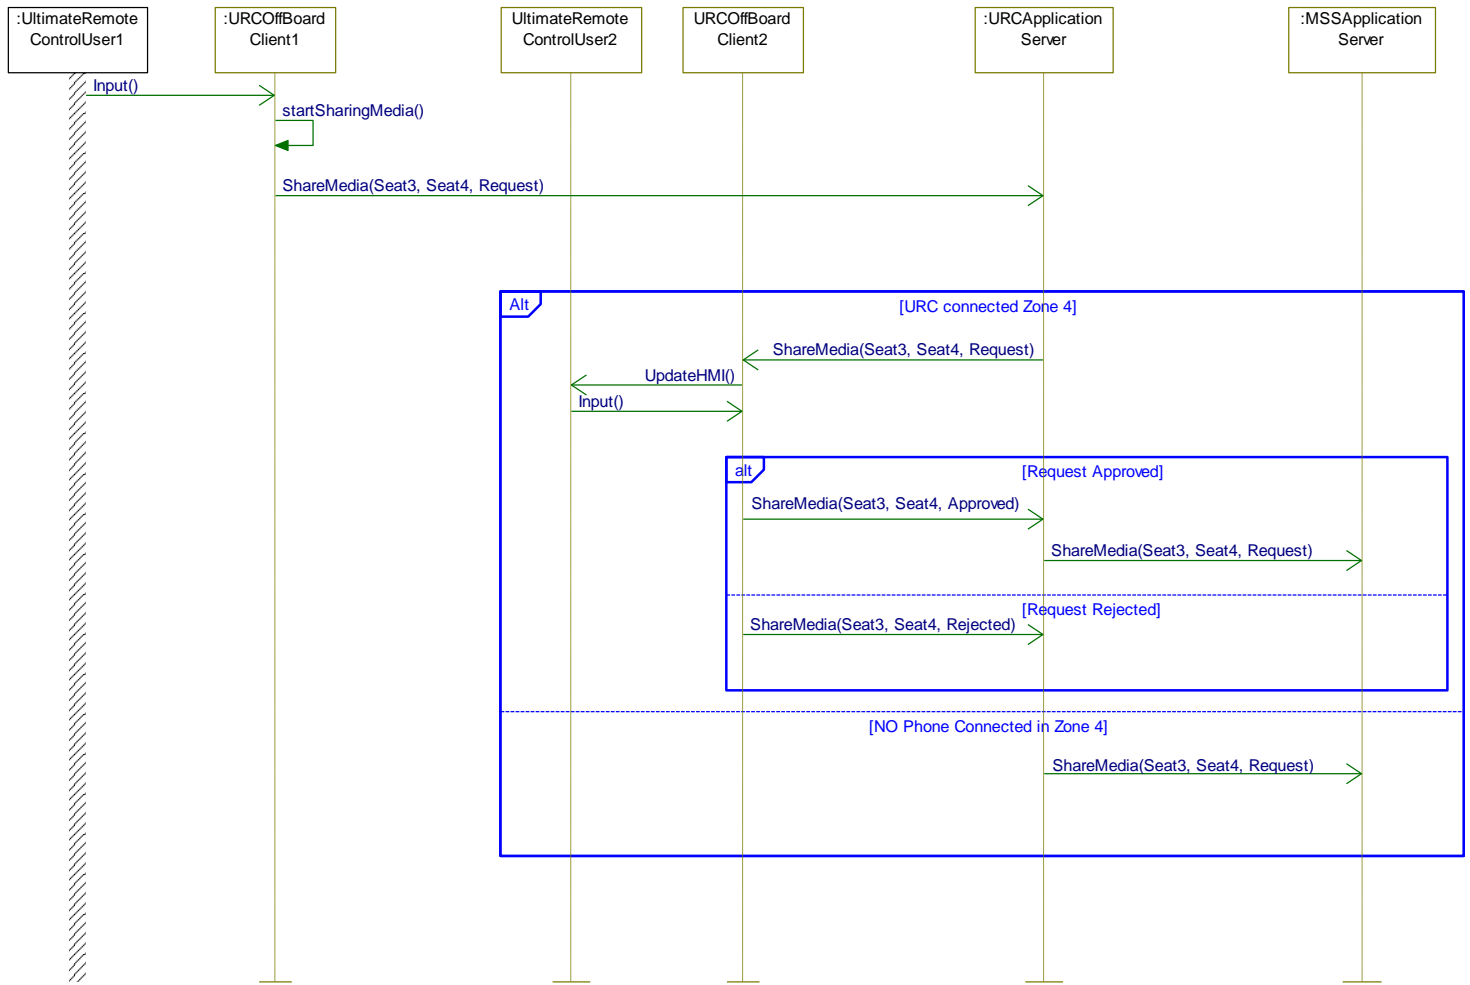 :UltimateRemote
ControlUser1
:URCOffBoard
Client1
UltimateRemote
ControlUser2
URCOffBoard
Client2
:URCApplication
Server
:MSSApplication
Server
Input()
startSharingMedia()
ShareMedia(Seat3, Seat4, Request)
Alt
[URC connected Zone 4]
ShareMedia(Seat3, Seat4, Request)
UpdateHMI()
Input()
alt
[Request Approved]
ShareMedia(Seat3, Seat4, Approved)
ShareMedia(Seat3, Seat4, Request)
[Request Rejected]
ShareMedia(Seat3, Seat4, Rejected)
[NO Phone Connected in Zone 4]
ShareMedia(Seat3, Seat4, Request)